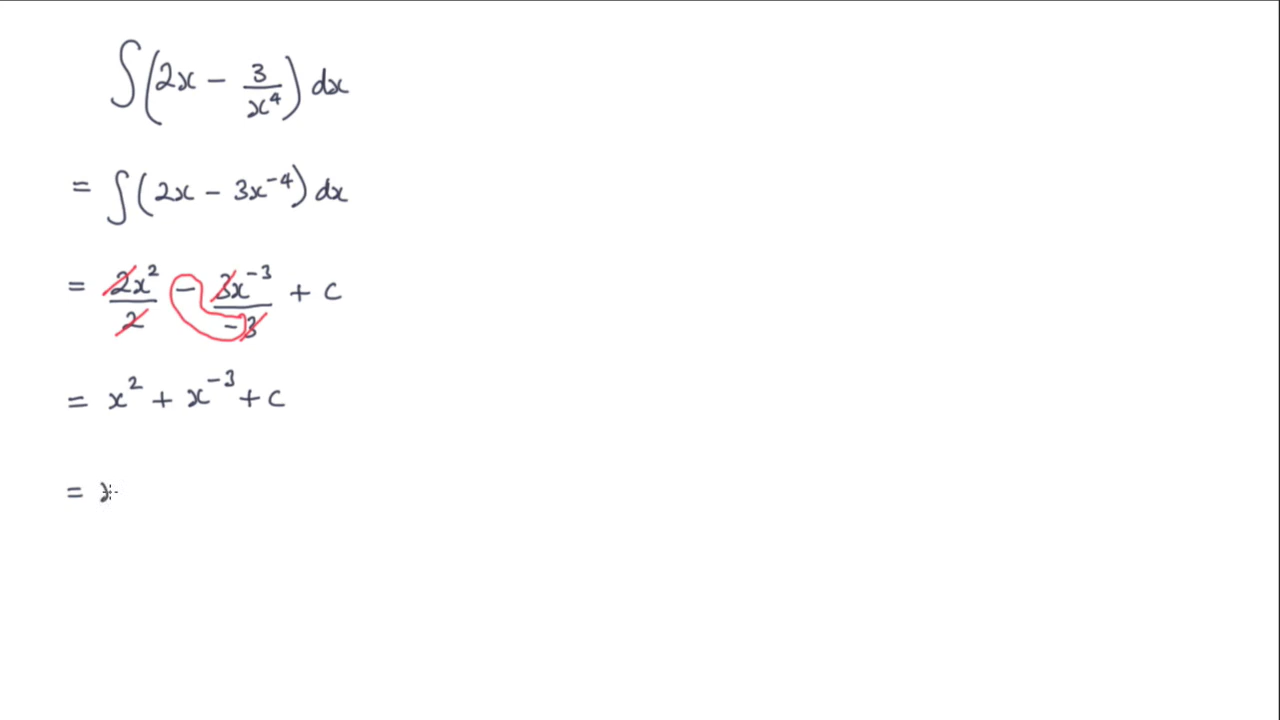 ∫(2x − 3/x⁴) dx
= ∫(2x − 3x⁻⁴) dx
= 2x²/2 − 3x⁻³/−3 + c
= x² + x⁻³ + c
= x